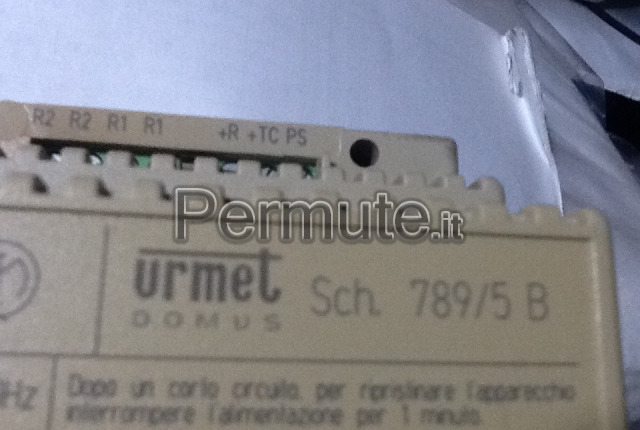 R2 R2 R1 R1 +R +TC PS
Permute.it
urmet Sch. 789/5 B
DOMUS
Hz
Dopo un corto circuito, per ripristinare l'apparecchio
interrompere l'alimentazione per 1 minuto.